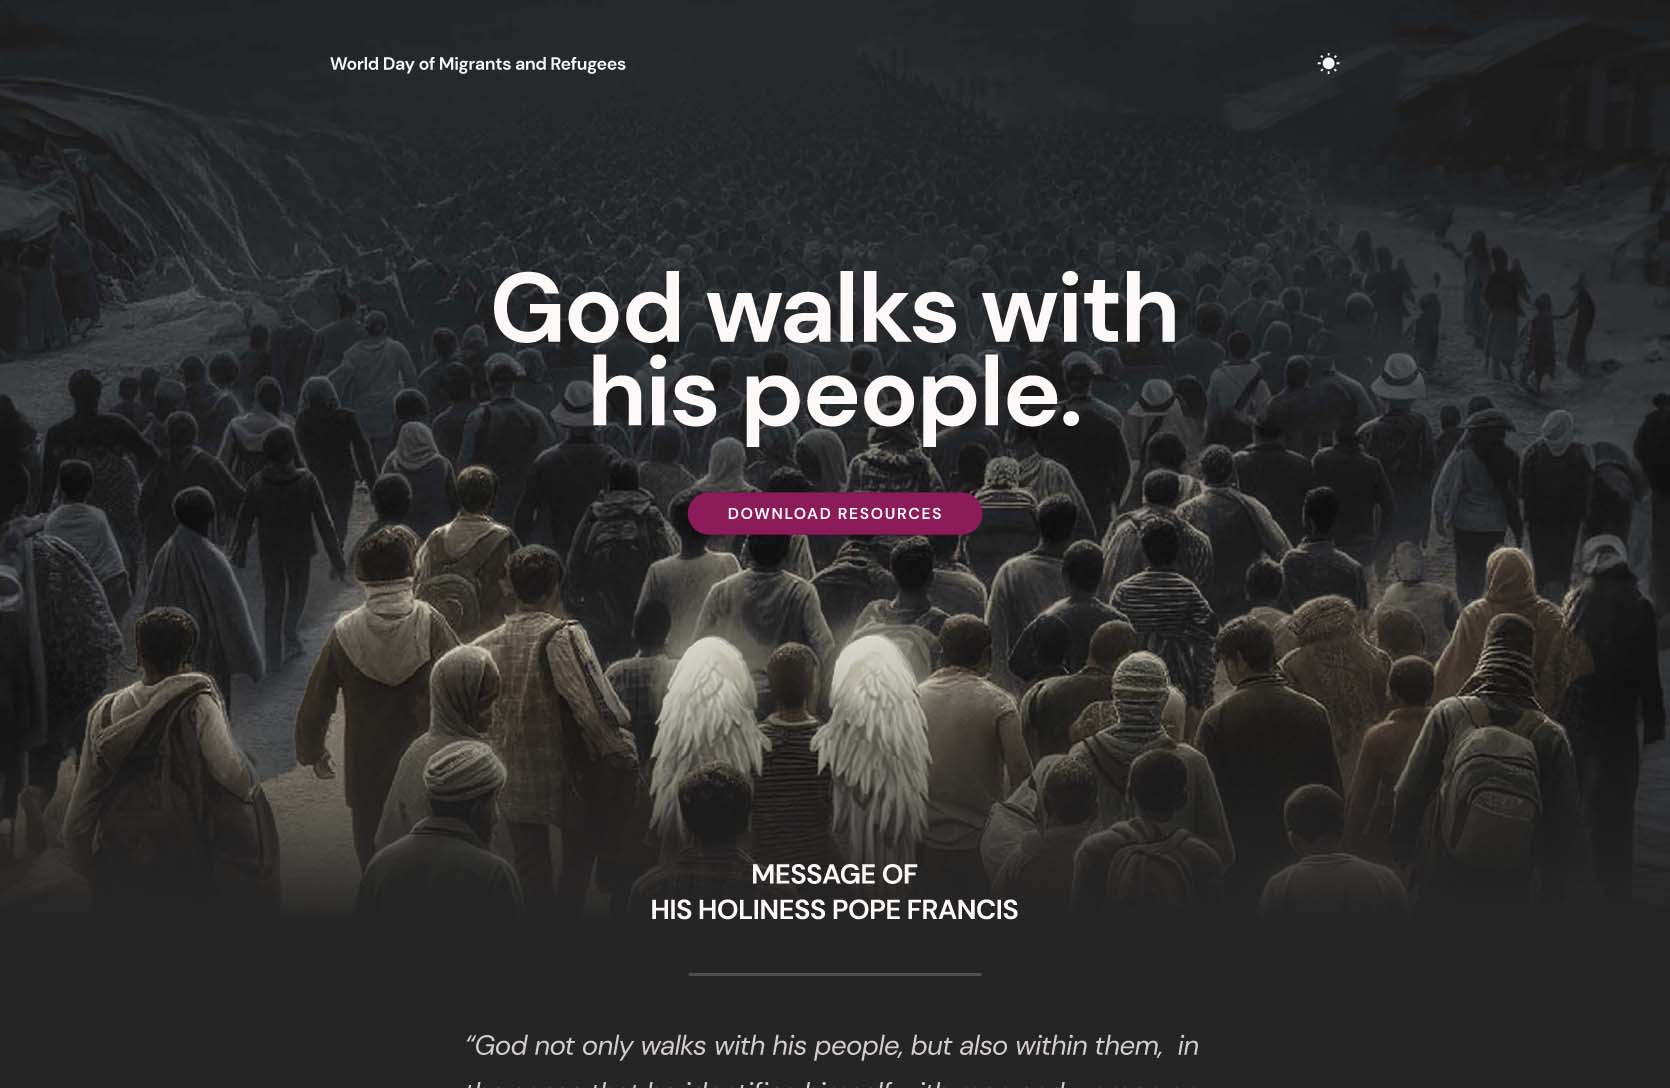 World Day of Migrants and Refugees
God walks with
his people.
DOWNLOAD RESOURCES
MESSAGE OF
HIS HOLINESS POPE FRANCIS
“God not only walks with his people, but also within them, in